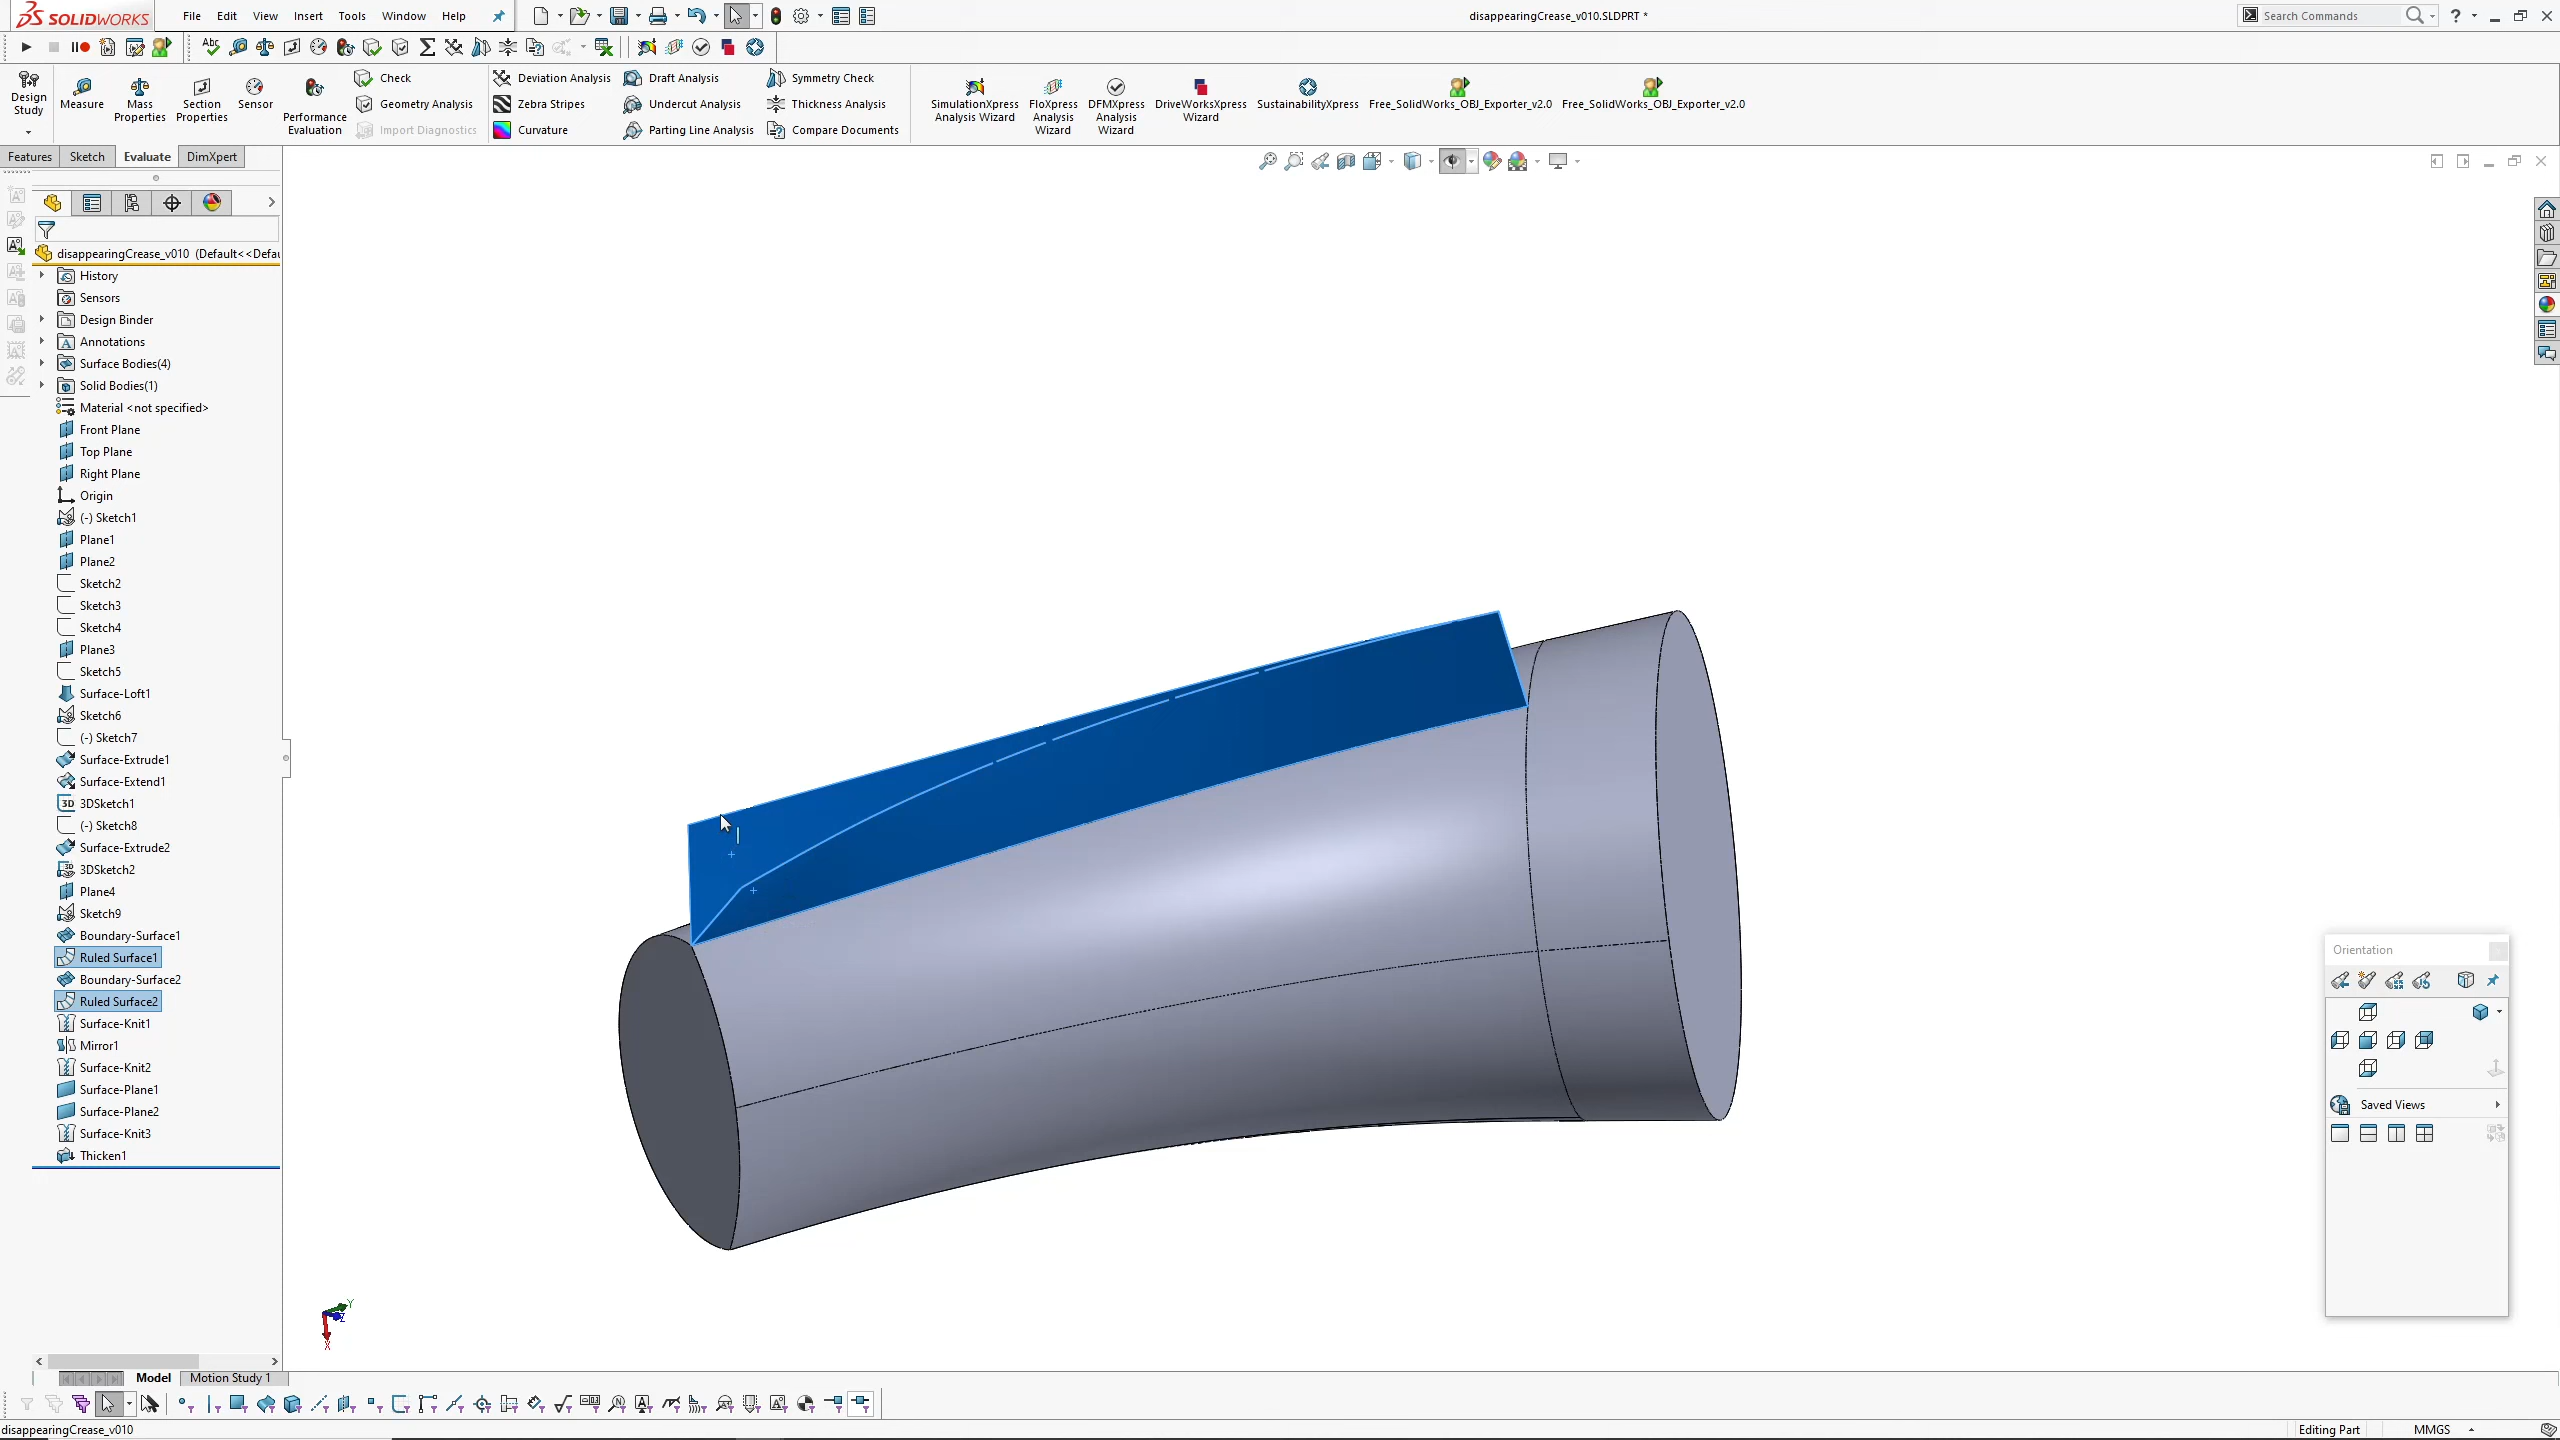 SOLIDWORKS File Edit View Insert Tools Window Help disappearingCrease_v010.SLDPRT * Search Commands
Design Study
Measure
Mass Properties
Section Properties
Sensor
Performance Evaluation
Check
Geometry Analysis
Import Diagnostics
Deviation Analysis
Zebra Stripes
Curvature
Draft Analysis
Undercut Analysis
Parting Line Analysis
Symmetry Check
Thickness Analysis
Compare Documents
SimulationXpress Analysis Wizard
FloXpress Analysis Wizard
DFMXpress Analysis Wizard
DriveWorksXpress Wizard
SustainabilityXpress
Free_SolidWorks_OBJ_Exporter_v2.0
Free_SolidWorks_OBJ_Exporter_v2.0
Features Sketch Evaluate DimXpert
disappearingCrease_v010 (Default<<Defau
History
Sensors
Design Binder
Annotations
Surface Bodies(4)
Solid Bodies(1)
Material <not specified>
Front Plane
Top Plane
Right Plane
Origin
(-) Sketch1
Plane1
Plane2
Sketch2
Sketch3
Sketch4
Plane3
Sketch5
Surface-Loft1
Sketch6
(-) Sketch7
Surface-Extrude1
Surface-Extend1
3DSketch1
(-) Sketch8
Surface-Extrude2
3DSketch2
Plane4
Sketch9
Boundary-Surface1
Ruled Surface1
Boundary-Surface2
Ruled Surface2
Surface-Knit1
Mirror1
Surface-Knit2
Surface-Plane1
Surface-Plane2
Surface-Knit3
Thicken1
Orientation
Saved Views
Y
Z
X
Model Motion Study 1
disappearingCrease_v010 Editing Part MMGS